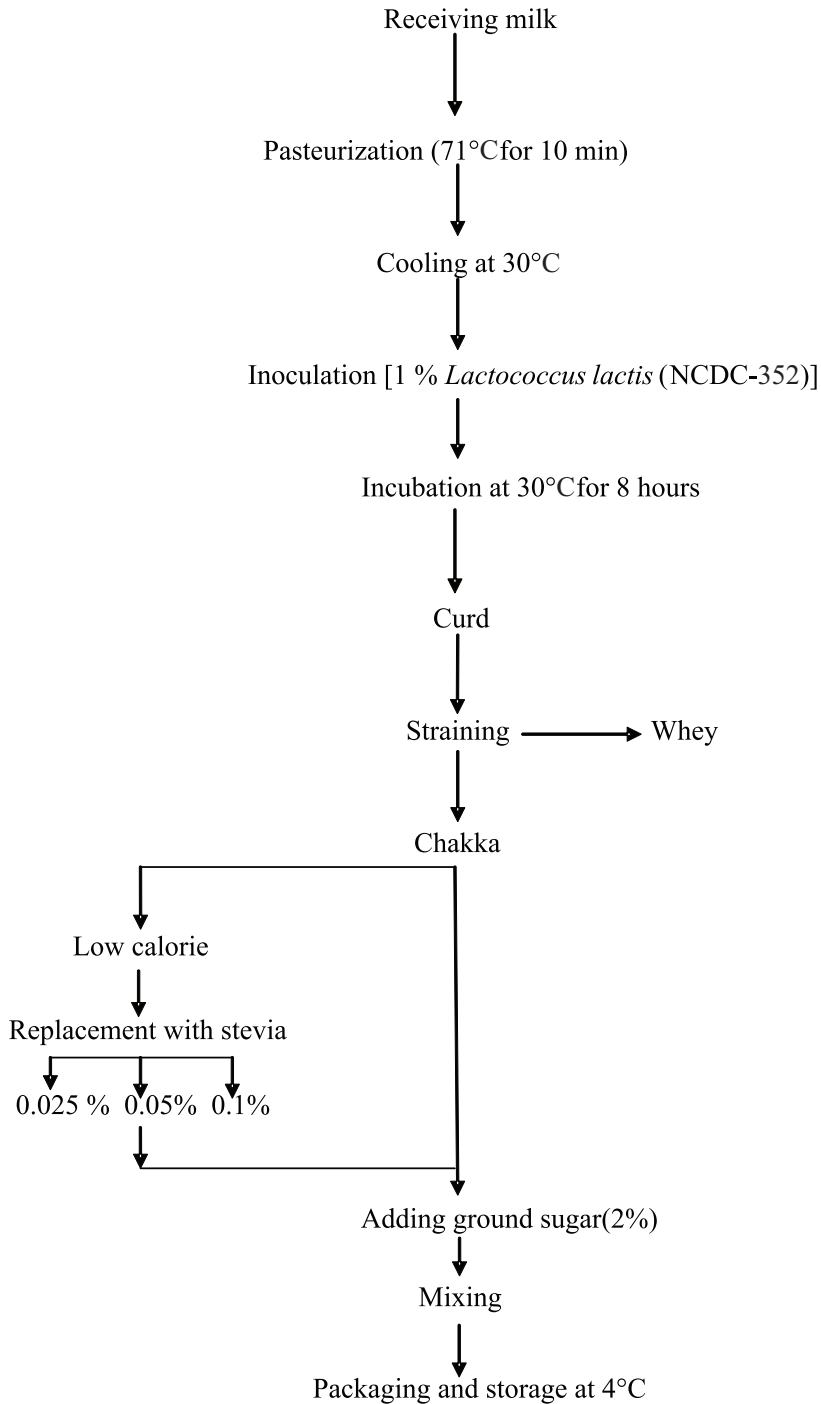 Receiving milk
Pasteurization (71°Cfor 10 min)
Cooling at 30°C
Inoculation [1 % Lactococcus lactis (NCDC-352)]
Incubation at 30°Cfor 8 hours
Curd
Straining Whey
Chakka
Low calorie
Replacement with stevia
0.025 % 0.05% 0.1%
Adding ground sugar(2%)
Mixing
Packaging and storage at 4°C